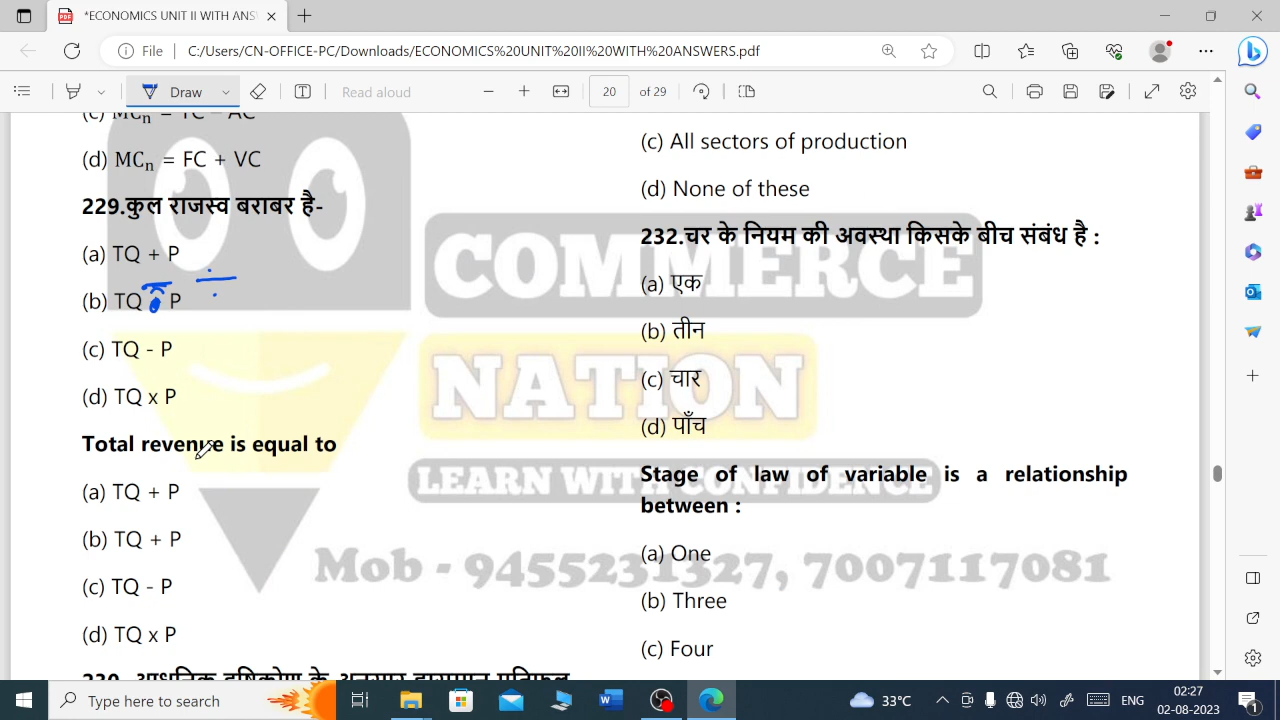 *ECONOMICS UNIT II WITH ANS
File
C:/Users/CN-OFFICE-PC/Downloads/ECONOMICS%20UNIT%20II%20WITH%20ANSWERS.pdf
Draw
Read aloud
20
of 29
(d) MCn = FC + VC
229.कुल राजस्व बराबर है-
(a) TQ + P
(b) TQ ÷ P
(c) TQ - P
(d) TQ x P
Total revenue is equal to
(a) TQ + P
(b) TQ + P
(c) TQ - P
(d) TQ x P
(c) All sectors of production
(d) None of these
232.चर के नियम की अवस्था किसके बीच संबंध है :
(a) एक
(b) तीन
(c) चार
(d) पाँच
Stage of law of variable is a relationship
between :
(a) One
(b) Three
(c) Four
COMMERCE
NATION
LEARN WITH CONFIDENCE
Mob - 9455231327, 7007117081
Type here to search
33°C
ENG
02:27
02-08-2023